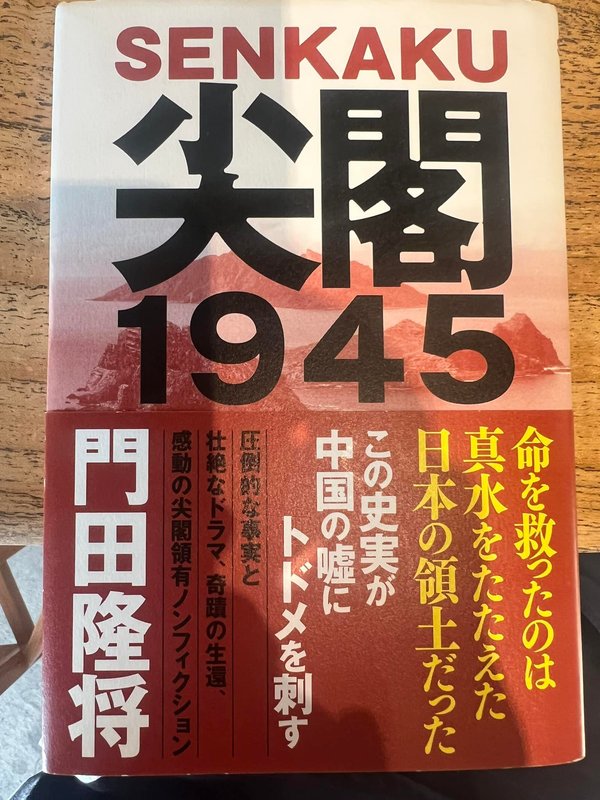 SENKAKU
尖閣
1945
命を救ったのは
真水をたたえた
日本の領土だった
この史実が
中国の嘘に
トドメを刺す
圧倒的な事実と
壮絶なドラマ、奇蹟の生還、
感動の尖閣領有ノンフィクション
門田隆将